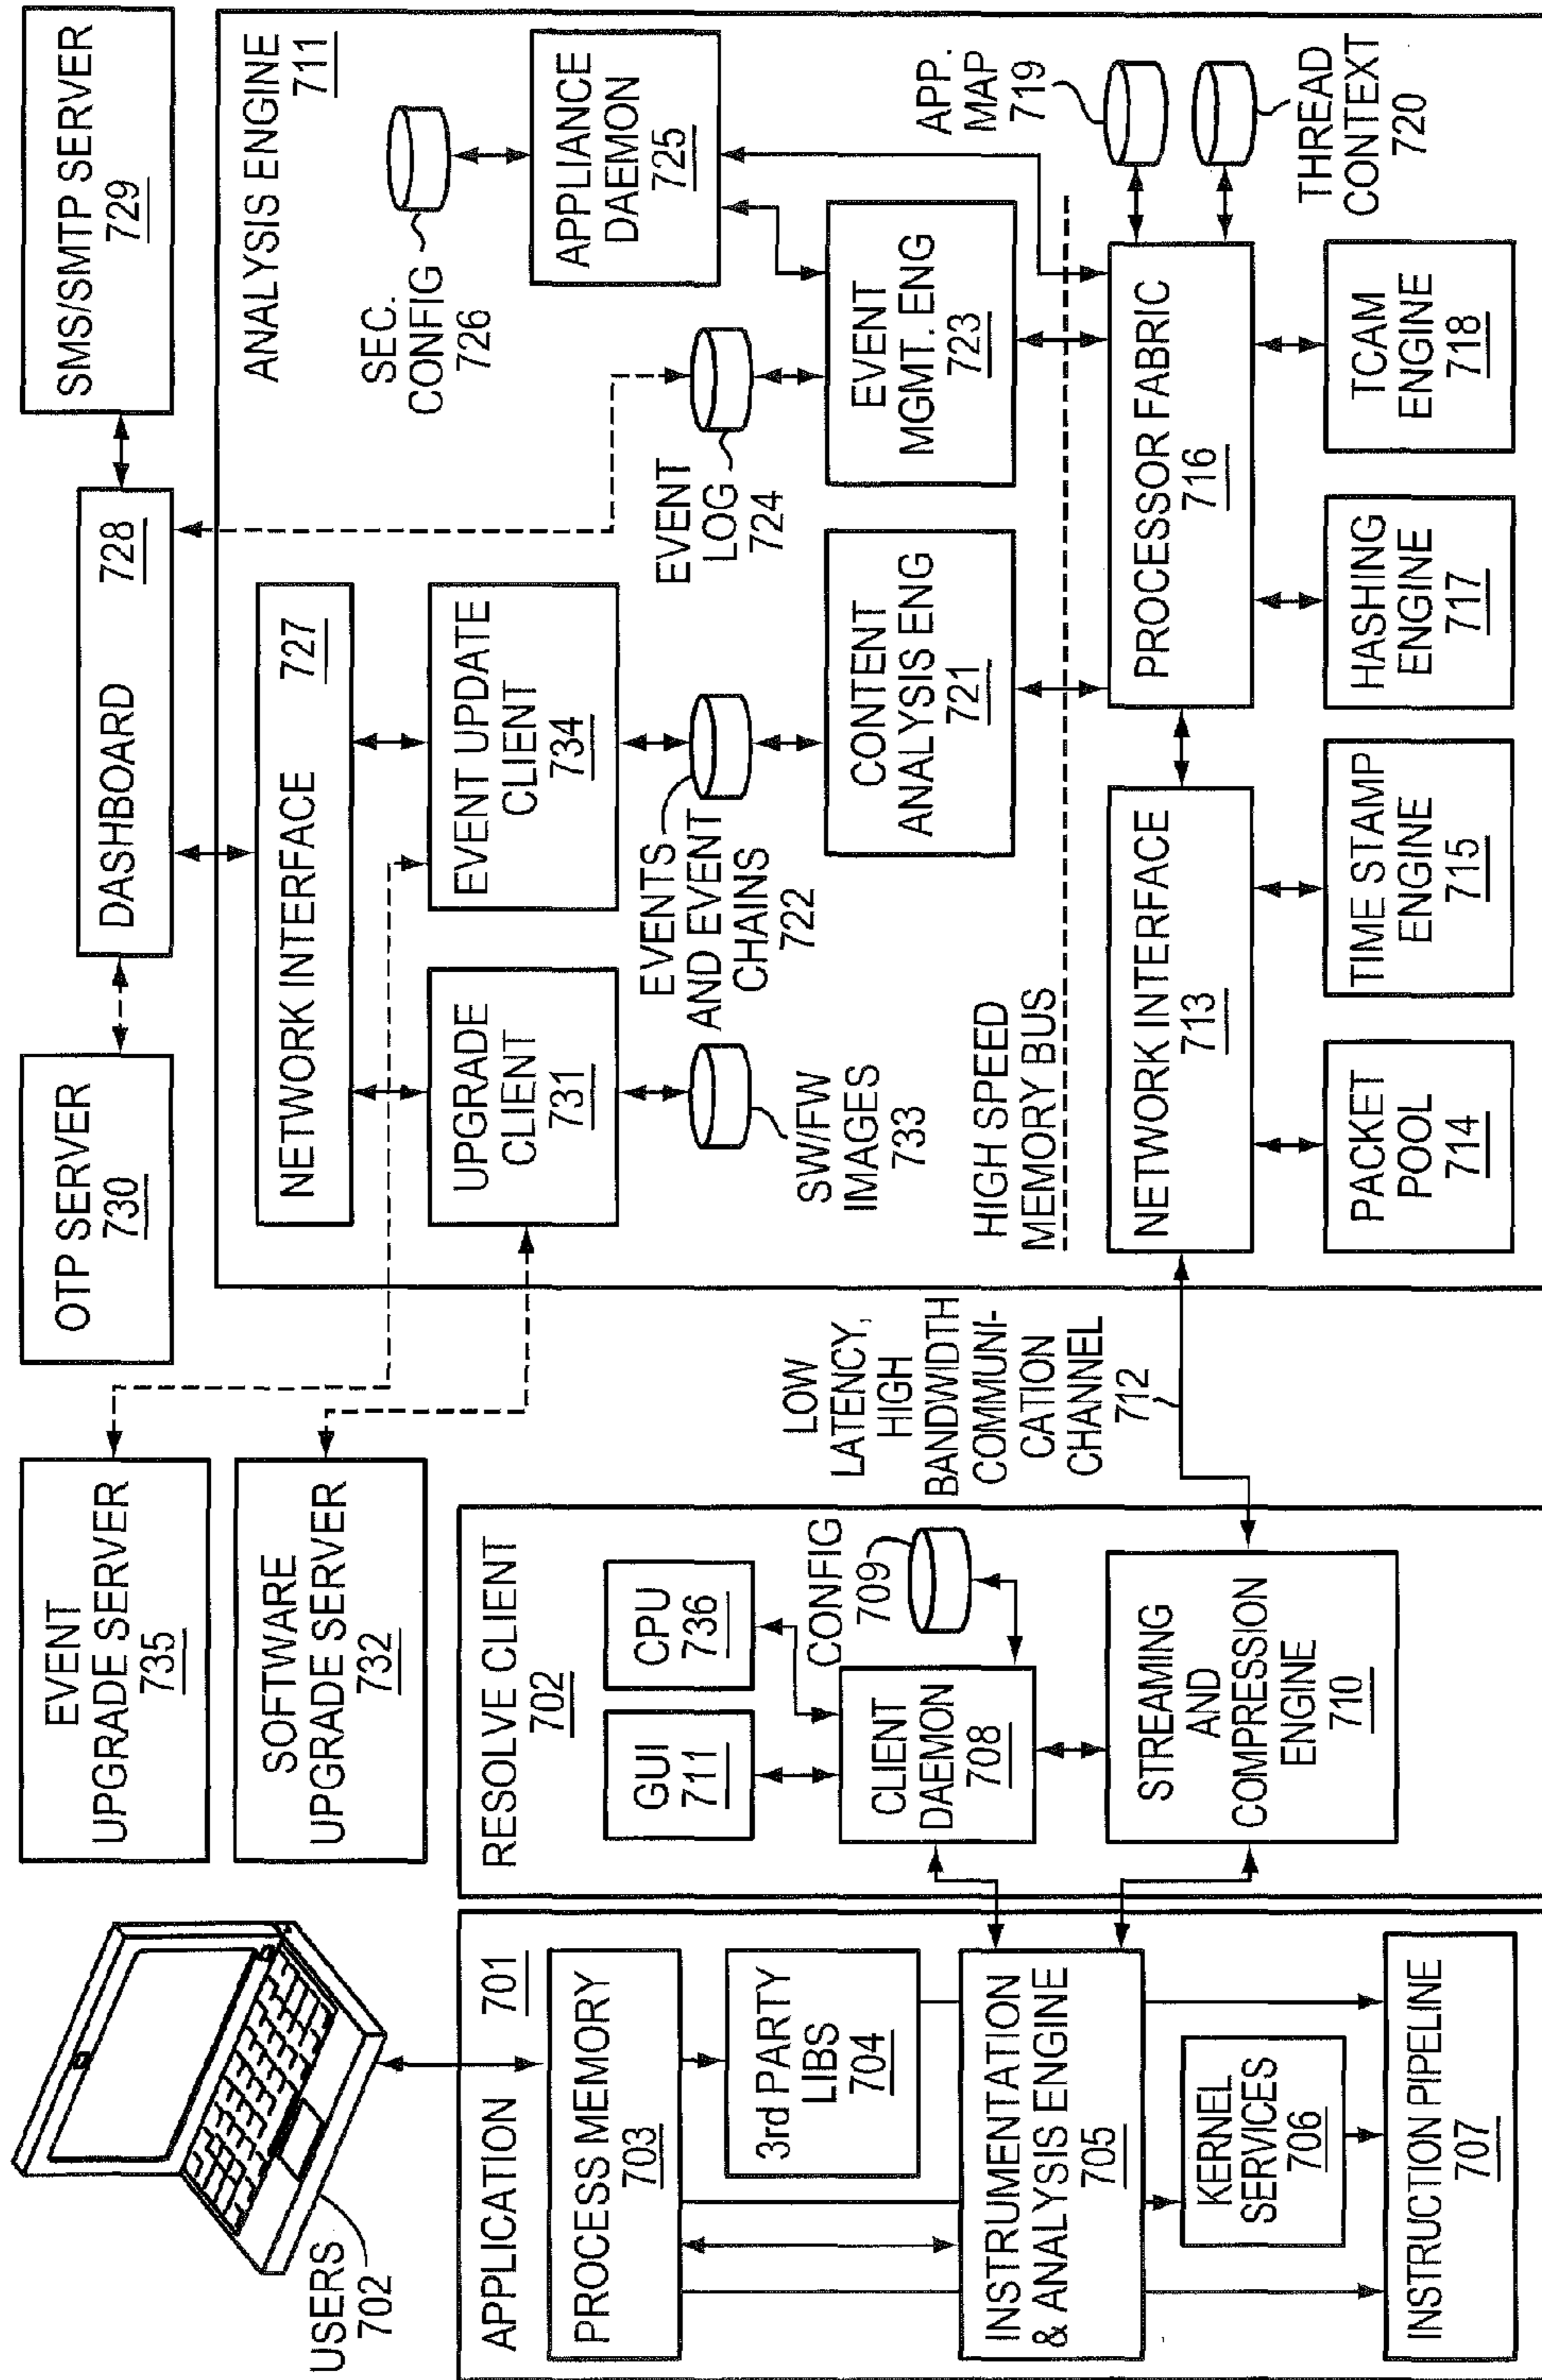 USERS
702
APPLICATION 701
PROCESS MEMORY
703
3rd PARTY
LIBS
704
INSTRUMENTATION
& ANALYSIS ENGINE
705
KERNEL
SERVICES
706
INSTRUCTION PIPELINE
707
EVENT
UPGRADE SERVER
735
SOFTWARE
UPGRADE SERVER
732
RESOLVE CLIENT
702
GUI
711
CPU
736
CLIENT
DAEMON
708
CONFIG
709
STREAMING
AND
COMPRESSION
ENGINE
710
LOW
LATENCY,
HIGH
BANDWIDTH
COMMUNI-
CATION
CHANNEL
712
OTP SERVER
730
DASHBOARD 728
SMS/SMTP SERVER
729
ANALYSIS ENGINE
711
NETWORK INTERFACE 727
UPGRADE
CLIENT
731
EVENT UPDATE
CLIENT
734
SW/FW
IMAGES
733
EVENTS
AND EVENT
CHAINS
722
EVENT
LOG
724
SEC.
CONFIG
726
APPLIANCE
DAEMON
725
CONTENT
ANALYSIS ENG
721
EVENT
MGMT. ENG
723
HIGH SPEED
MEMORY BUS
APP.
MAP
719
NETWORK INTERFACE
713
PROCESSOR FABRIC
716
THREAD
CONTEXT
720
PACKET
POOL
714
TIME STAMP
ENGINE
715
HASHING
ENGINE
717
TCAM
ENGINE
718